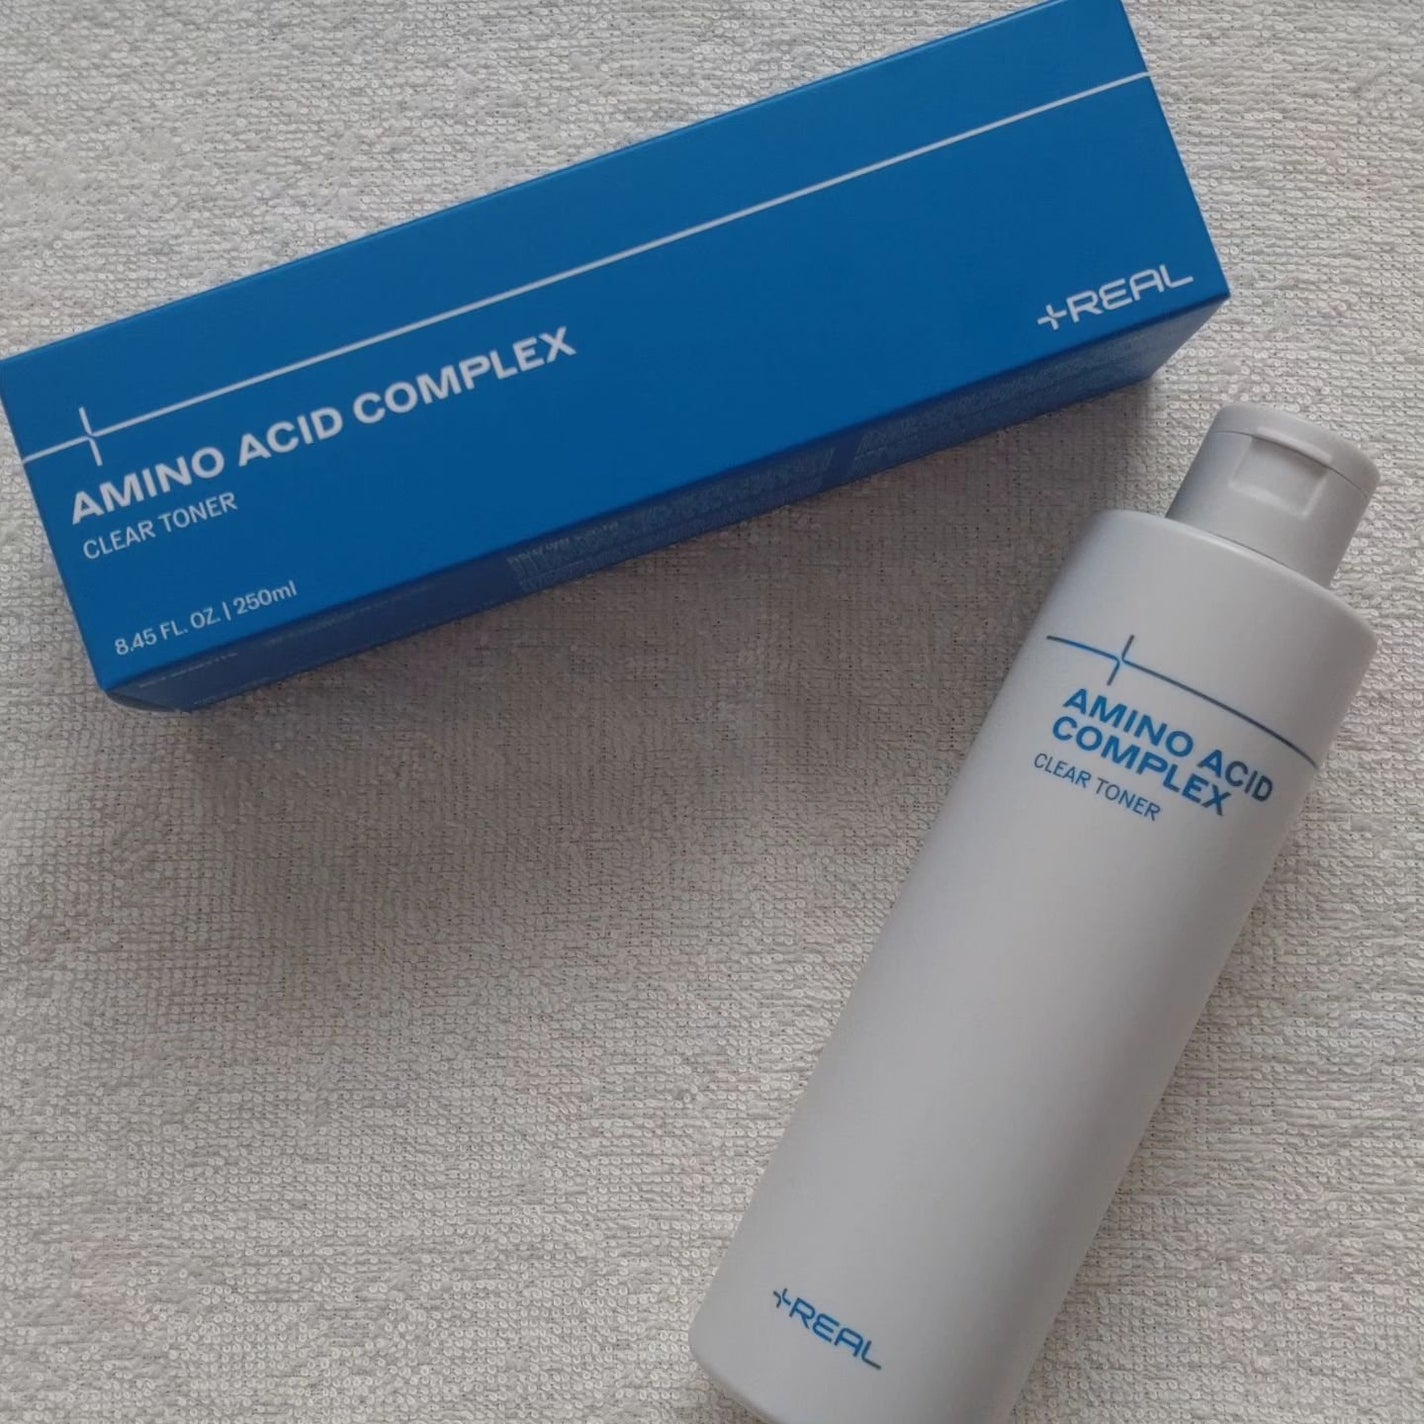 AMINO ACID COMPLEX
CLEAR TONER
8.45 FL. OZ. | 250ml
+REAL
AMINO ACID
COMPLEX
CLEAR TONER
+REAL